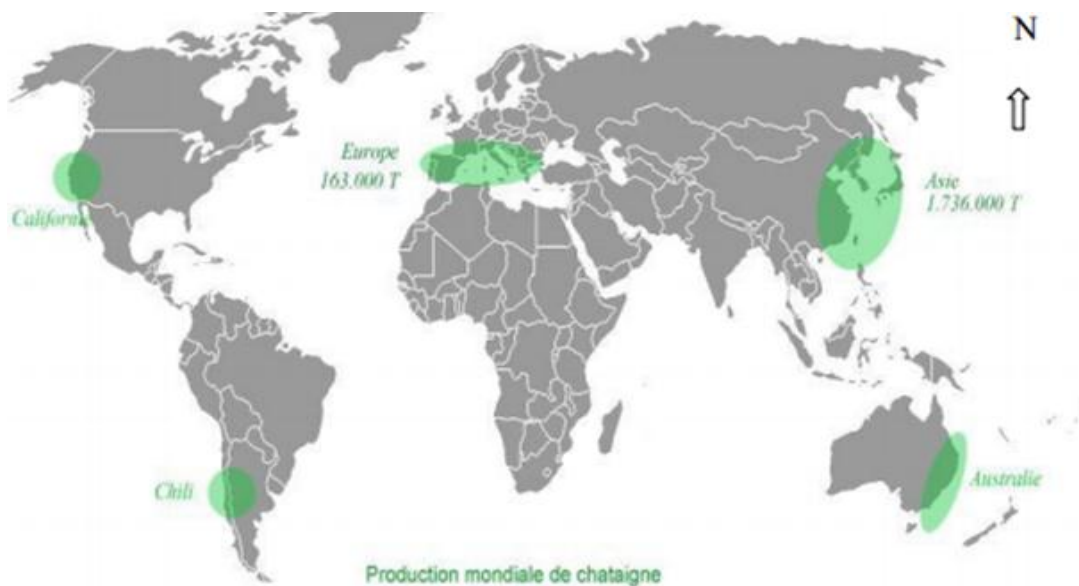 N
Europe
163.000 T
Asie
1.736.000 T
Californie
Chili
Australie
Production mondiale de chataigne